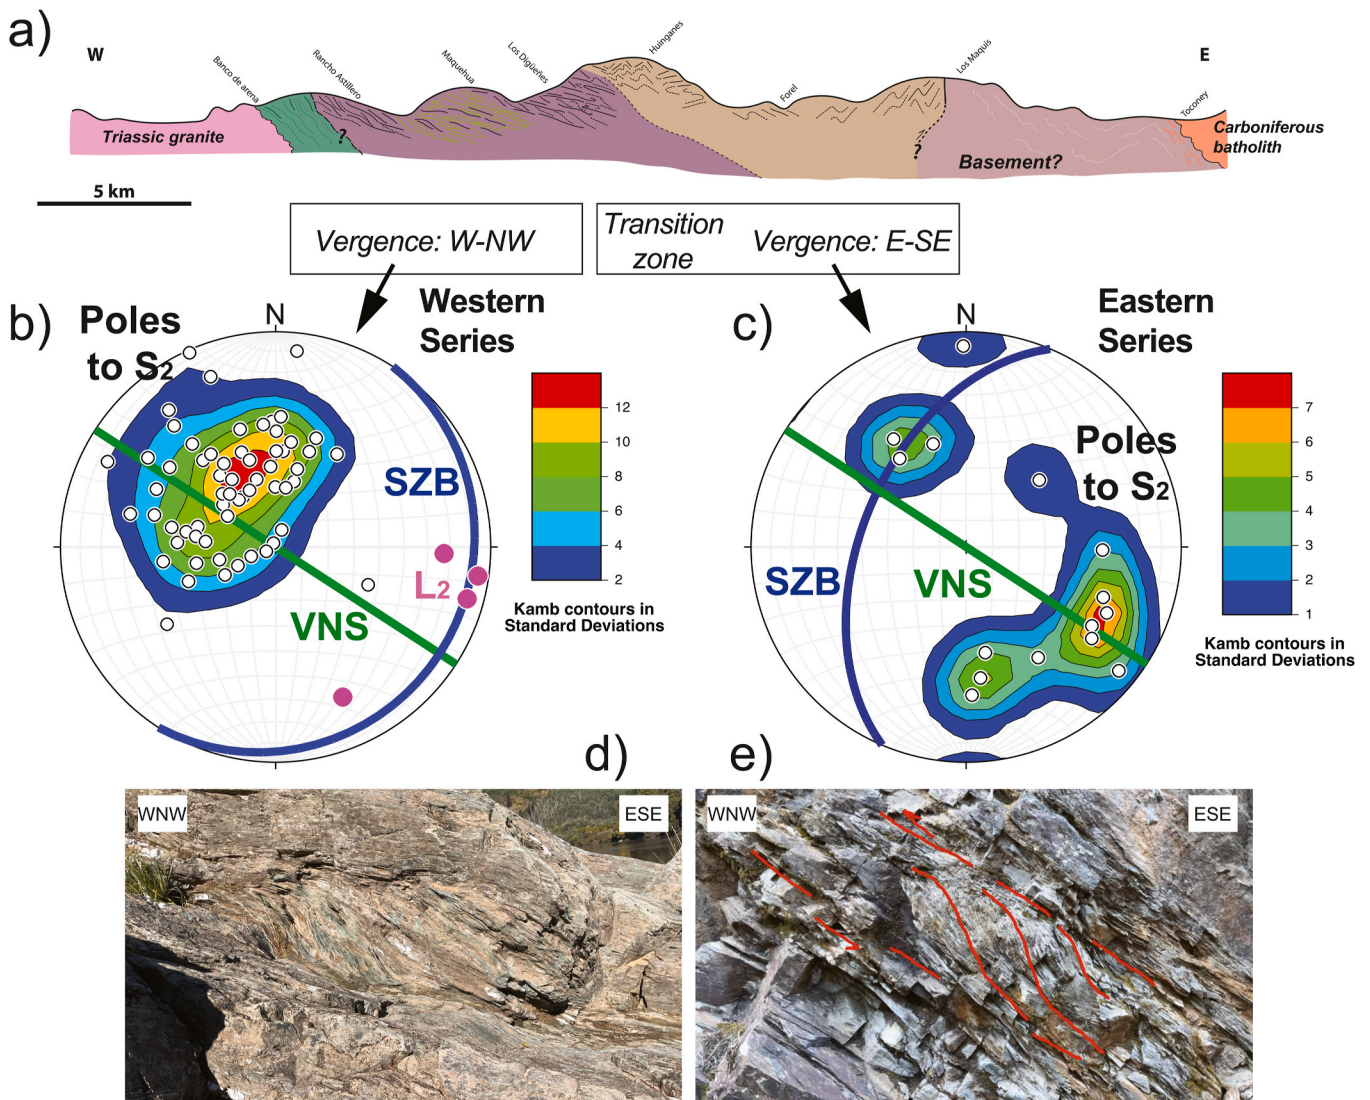 a)
W
E
Banco de arena
Rancho Astillero
Maquehua
Los Digüeñes
Huinganes
Forel
Los Maquis
Toconey
Triassic granite
?
?
Basement?
Carboniferous
batholith
5 km
Vergence: W-NW
Transition
zone
Vergence: E-SE
b)
Poles
to S2
N
Western
Series
SZB
L2
VNS
12
10
8
6
4
2
Kamb contours in
Standard Deviations
c)
N
Eastern
Series
Poles
to S2
SZB
VNS
7
6
5
4
3
2
1
Kamb contours in
Standard Deviations
d)
WNW
ESE
e)
WNW
ESE